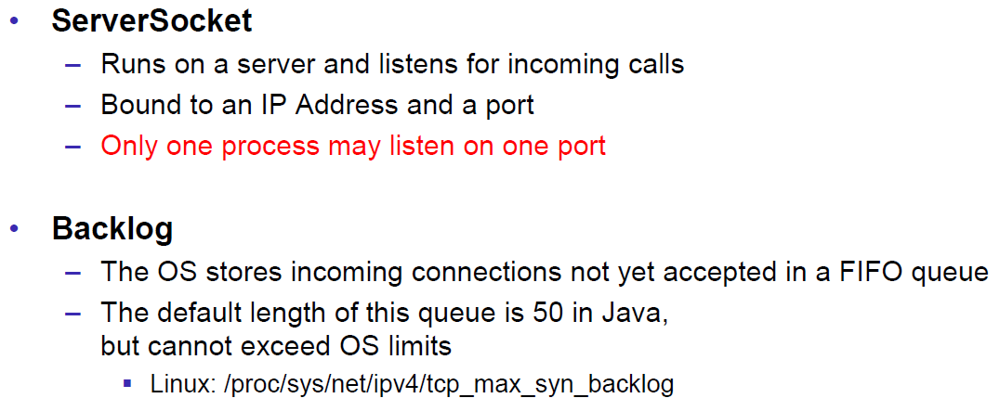 • ServerSocket
– Runs on a server and listens for incoming calls
– Bound to an IP Address and a port
– Only one process may listen on one port
• Backlog
– The OS stores incoming connections not yet accepted in a FIFO queue
– The default length of this queue is 50 in Java,
but cannot exceed OS limits
▪ Linux: /proc/sys/net/ipv4/tcp_max_syn_backlog